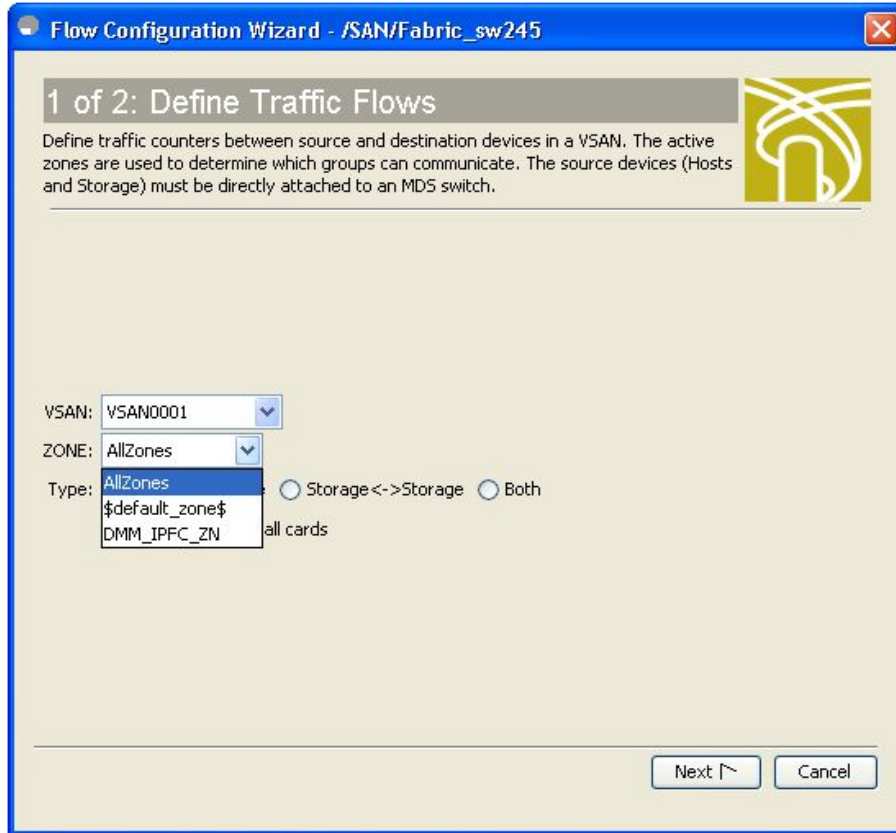 Flow Configuration Wizard - /SAN/Fabric_sw245
1 of 2: Define Traffic Flows
Define traffic counters between source and destination devices in a VSAN. The active
zones are used to determine which groups can communicate. The source devices (Hosts
and Storage) must be directly attached to an MDS switch.
VSAN: VSAN0001
ZONE: AllZones
AllZones
Type: Storage<->Storage Both
$default_zone$
DMM_IPFC_ZN all cards
Next Cancel